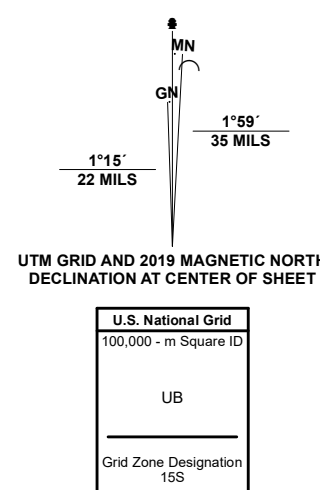 MN
GN
1°59´
35 MILS
1°15´
22 MILS
UTM GRID AND 2019 MAGNETIC NORTH
DECLINATION AT CENTER OF SHEET
U.S. National Grid
100,000 - m Square ID
UB
Grid Zone Designation
15S